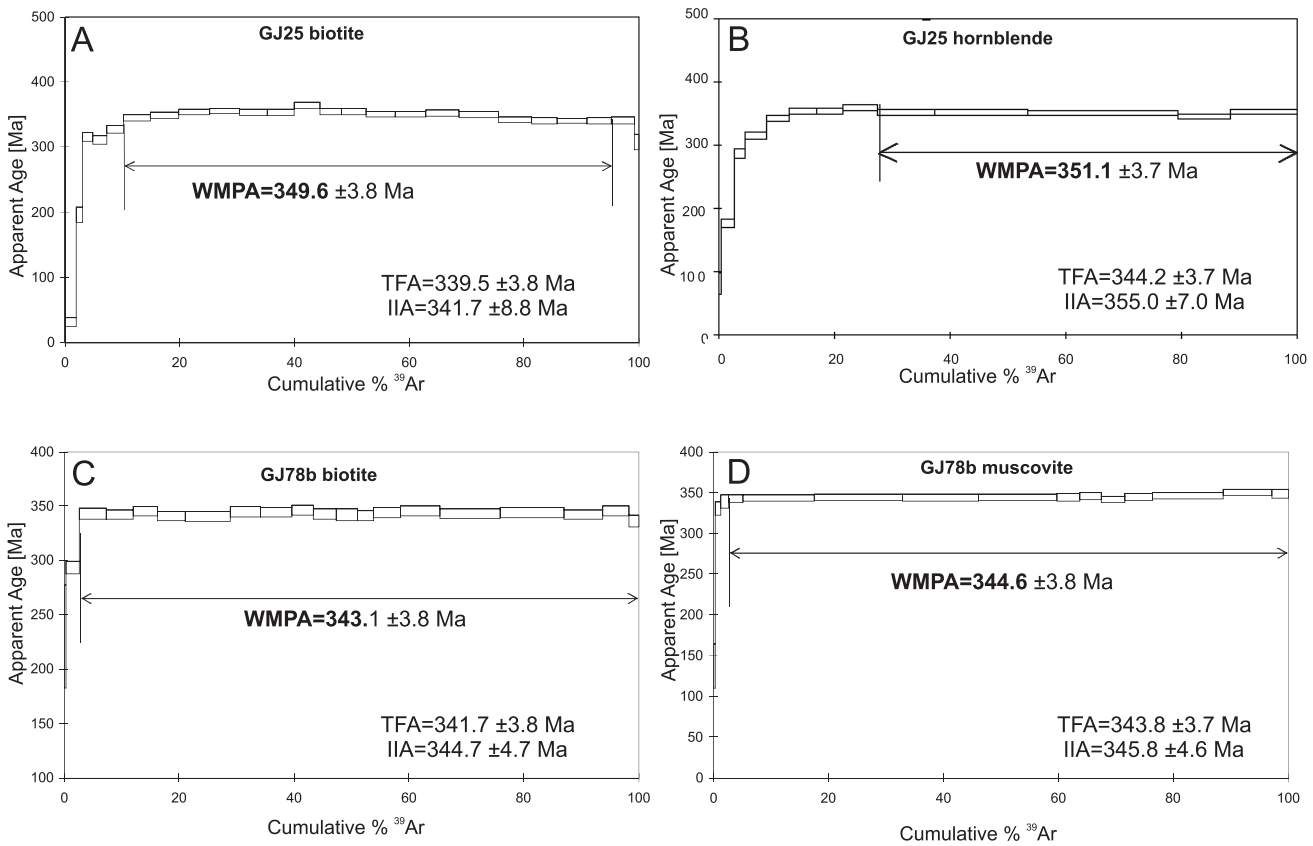 A
GJ25 biotite
500
400
300
200
100
0
Apparent Age [Ma]
WMPA=349.6 ±3.8 Ma
TFA=339.5 ±3.8 Ma
IIA=341.7 ±8.8 Ma
0 20 40 60 80 100
Cumulative % ³⁹Ar
B
GJ25 hornblende
500
400
300
200
100
0
Apparent Age [Ma]
WMPA=351.1 ±3.7 Ma
TFA=344.2 ±3.7 Ma
IIA=355.0 ±7.0 Ma
0 20 40 60 80 100
Cumulative % ³⁹Ar
C
GJ78b biotite
400
350
300
250
200
150
100
Apparent Age [Ma]
WMPA=343.1 ±3.8 Ma
TFA=341.7 ±3.8 Ma
IIA=344.7 ±4.7 Ma
0 20 40 60 80 100
Cumulative % ³⁹Ar
D
GJ78b muscovite
400
350
300
250
200
150
100
50
0
Apparent Age [Ma]
WMPA=344.6 ±3.8 Ma
TFA=343.8 ±3.7 Ma
IIA=345.8 ±4.6 Ma
0 20 40 60 80 100
Cumulative % ³⁹Ar